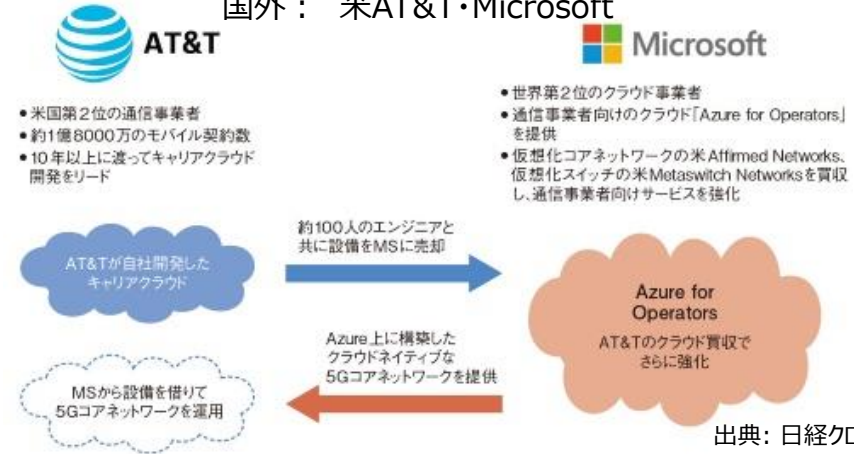 国外： 米AT&T・Microsoft
AT&T
・米国第2位の通信事業者
・約1億8000万のモバイル契約数
・10年以上に渡ってキャリアクラウド
開発をリード
Microsoft
・世界第2位のクラウド事業者
・通信事業者向けのクラウド「Azure for Operators」
を提供
・仮想化コアネットワークの米Affirmed Networks、
仮想化スイッチの米Metaswitch Networksを買収
し、通信事業者向けサービスを強化
AT&Tが自社開発した
キャリアクラウド
約100人のエンジニアと
共に設備をMSに売却
Azure for
Operators
AT&Tのクラウド買収で
さらに強化
Azure上に構築した
クラウドネイティブな
5Gコアネットワークを提供
MSから設備を借りて
5Gコアネットワークを運用
出典: 日経クロ